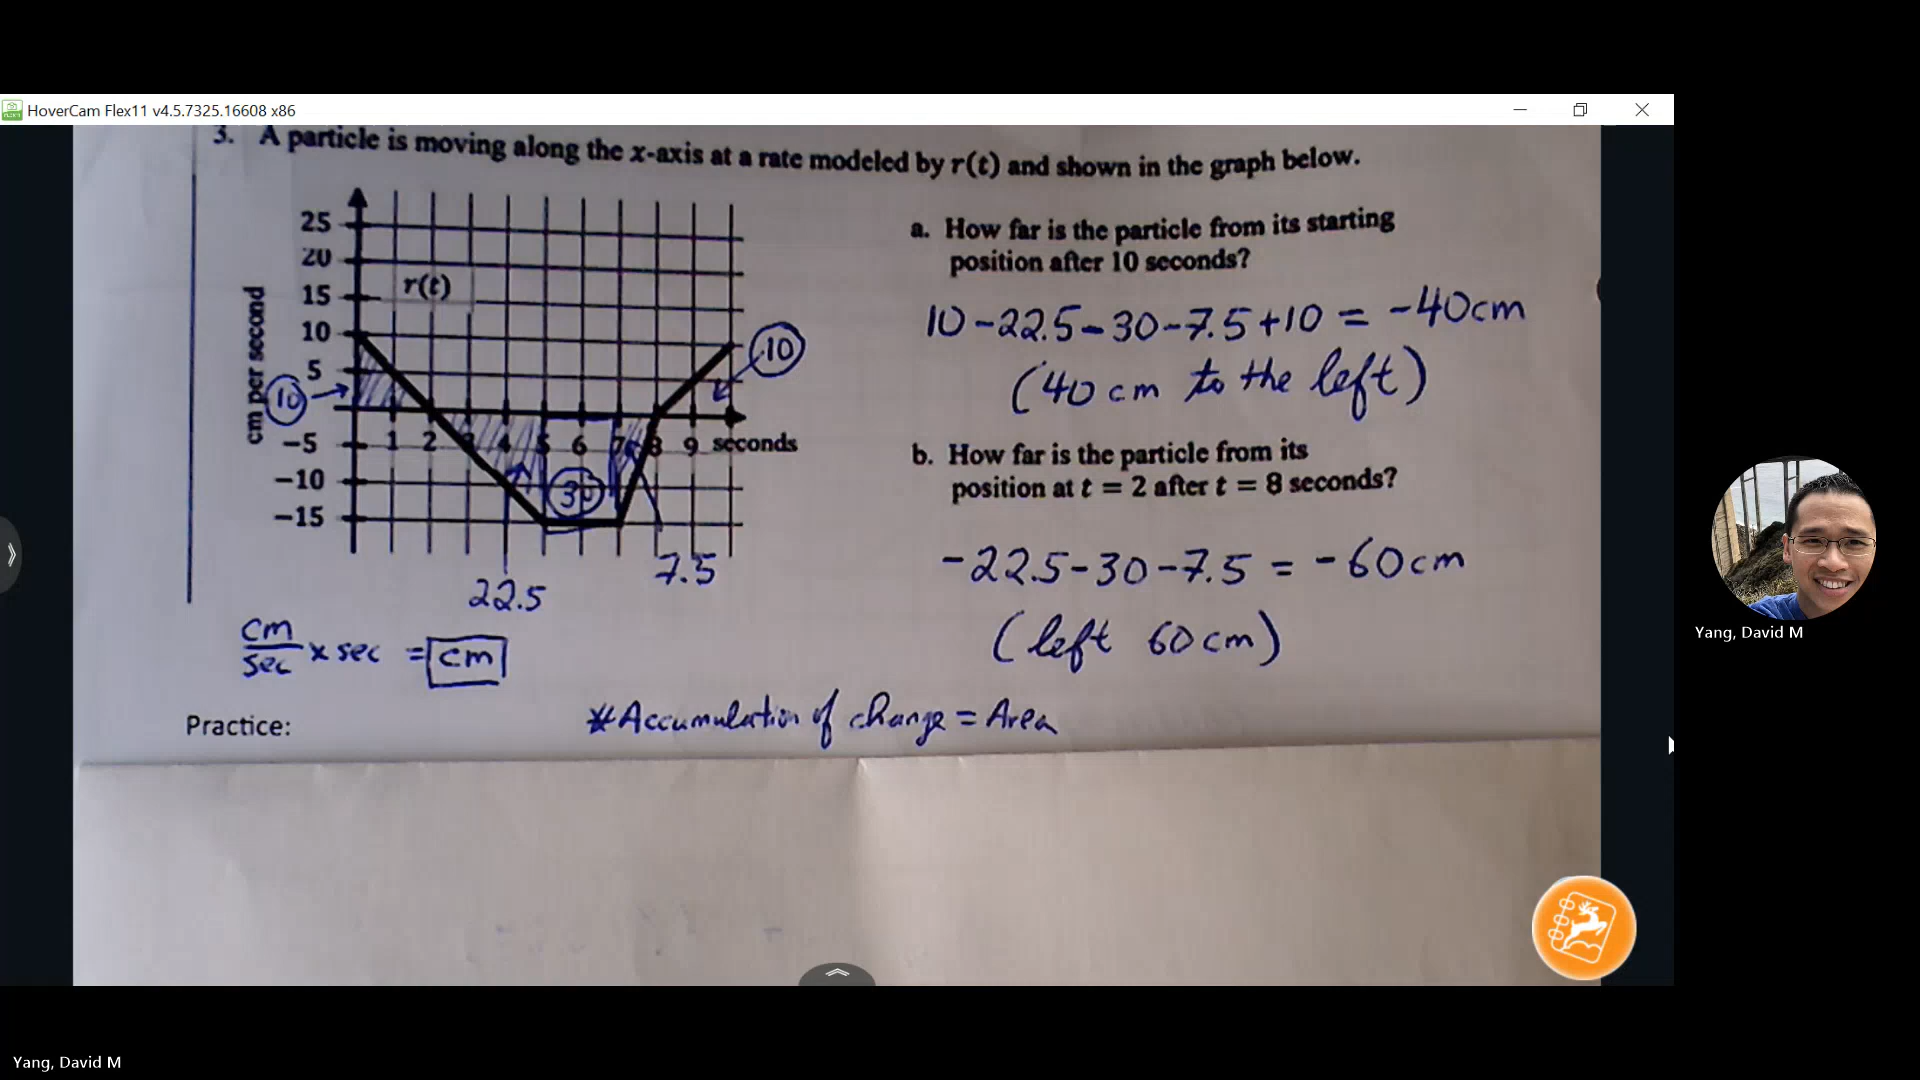 HoverCam Flex11 v4.5.7325.16608 x86
3. A particle is moving along the x-axis at a rate modeled by r(t) and shown in the graph below.
25
20
15
10
5
-5
-10
-15
cm per second
r(t)
1 2 3 4 5 6 7 8 9 seconds
10
10
30
22.5
7.5
cm/sec x sec = cm
a. How far is the particle from its starting
position after 10 seconds?
10-22.5-30-7.5+10 = -40cm
(40 cm to the left)
b. How far is the particle from its
position at t = 2 after t = 8 seconds?
-22.5-30-7.5 = -60cm
(left 60cm)
Practice:
*Accumulation of change = Area
Yang, David M
Yang, David M